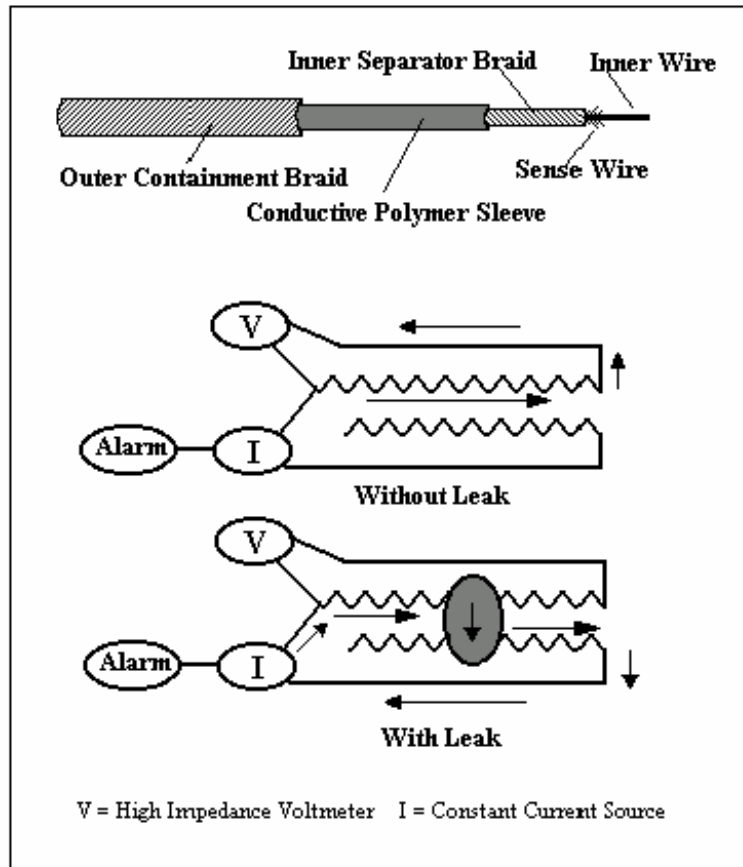 Inner Separator Braid
Inner Wire
Outer Containment Braid
Sense Wire
Conductive Polymer Sleeve
V
Alarm
I
Without Leak
V
Alarm
I
With Leak
V = High Impedance Voltmeter I = Constant Current Source